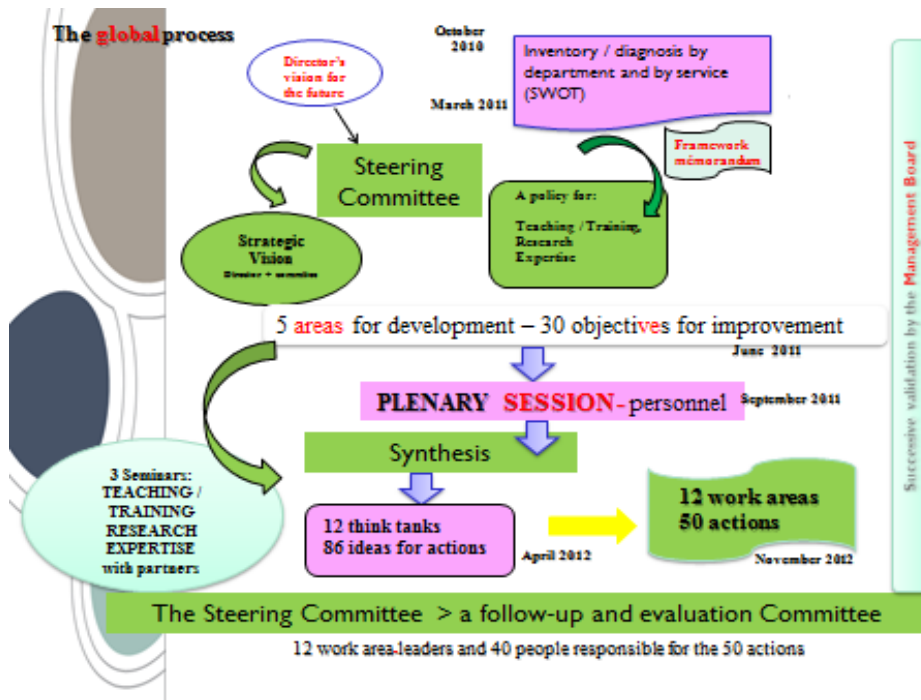 The global process
October
2010
Director's
vision for
the future
Inventory / diagnosis by
department and by service
(SWOT)
March 2011
Framework
mémorandum
Steering
Committee
A policy for:
Teaching / Training,
Research
Expertise
Strategic
Vision
Director + committee
5 areas for development – 30 objectives for improvement
June 2011
PLENARY SESSION- personnel
September 2011
Synthesis
3 Seminars:
TEACHING /
TRAINING
RESEARCH
EXPERTISE
with partners
12 think tanks
86 ideas for actions
April 2012
12 work areas
50 actions
November 2012
Successive validation by the Management Board
The Steering Committee > a follow-up and evaluation Committee
12 work area-leaders and 40 people responsible for the 50 actions